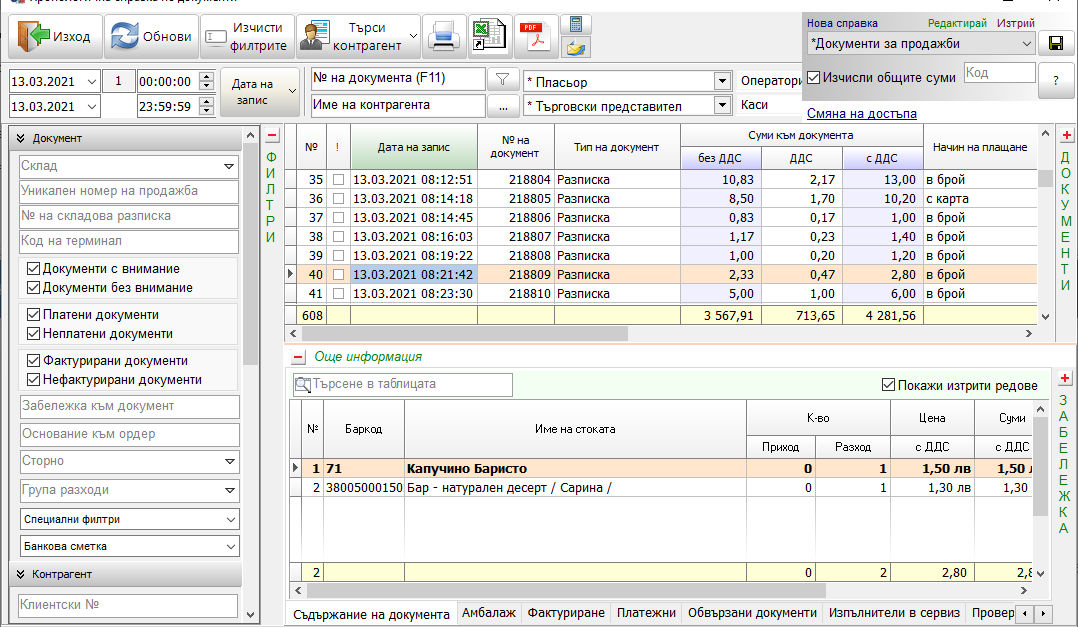 Изход
Обнови
Изчисти филтрите
Търси контрагент
PDF
Нова справка Редактирай Изтрий
*Документи за продажби
Изчисли общите суми Код
?
Смяна на достъпа
13.03.2021 1 00:00:00
13.03.2021 23:59:59
Дата на запис
№ на документа (F11)
Име на контрагента ...
* Пласьор
* Търговски представител
Каси
Документ
Склад
Уникален номер на продажба
№ на складова разписка
Код на терминал
Документи с внимание
Документи без внимание
Платени документи
Неплатени документи
Фактурирани документи
Нефактурирани документи
Забележка към документ
Основание към ордер
Сторно
Група разходи
Специални филтри
Банкова сметка
Контрагент
Клиентски №
ФИЛТРИ
№ ! Дата на запис № на документ Тип на документ Суми към документа Начин на плащане
без ДДС ДДС с ДДС
35 13.03.2021 08:12:51 218804 Разписка 10,83 2,17 13,00 в брой
36 13.03.2021 08:14:18 218805 Разписка 8,50 1,70 10,20 с карта
37 13.03.2021 08:14:45 218806 Разписка 0,83 0,17 1,00 в брой
38 13.03.2021 08:16:03 218807 Разписка 1,17 0,23 1,40 в брой
39 13.03.2021 08:19:22 218808 Разписка 1,00 0,20 1,20 в брой
40 13.03.2021 08:21:42 218809 Разписка 2,33 0,47 2,80 в брой
41 13.03.2021 08:23:30 218810 Разписка 5,00 1,00 6,00 в брой
608 3 567,91 713,65 4 281,56
ДОКУМЕНТИ
Още информация
Търсене в таблицата
Покажи изтрити редове
№ Баркод Име на стоката К-во Цена Суми
Приход Разход с ДДС с ДДС
1 71 Капучино Баристо 0 1 1,50 лв 1,50
2 38005000150 Бар - натурален десерт / Сарина / 0 1 1,30 лв 1,30
2 0 2 2,80
ЗАБЕЛЕЖКА
Съдържание на документа Амбалаж Фактуриране Платежни Обвързани документи Изпълнители в сервиз